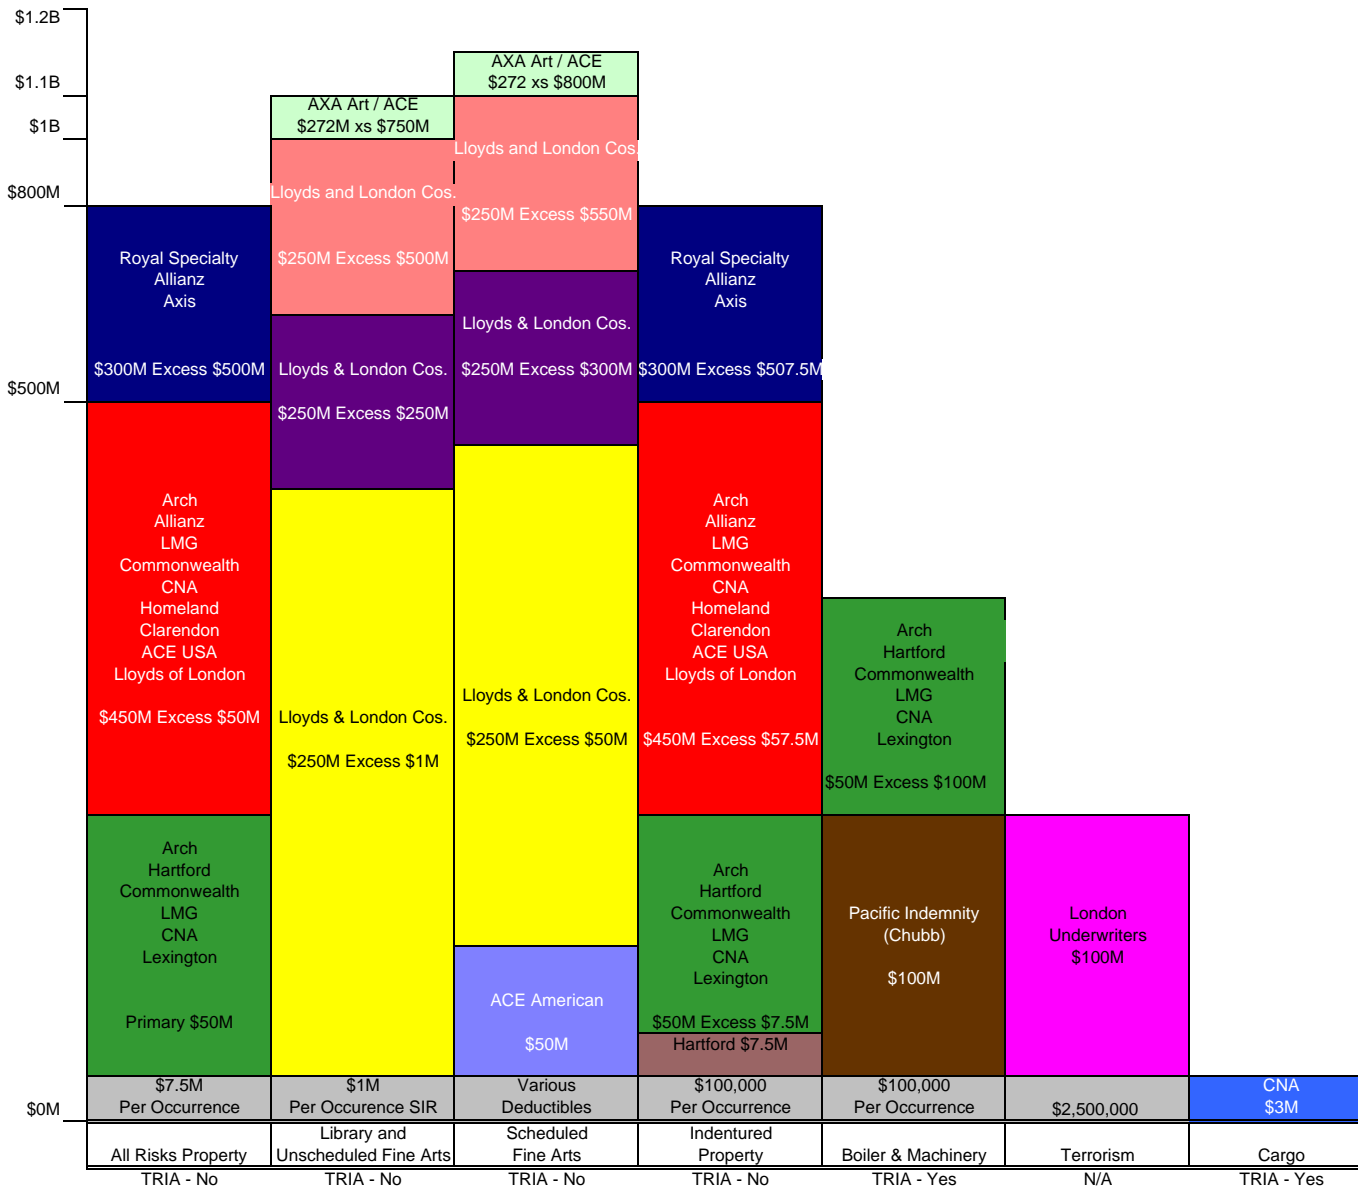 $1.2B
$1.1B
$1B
$800M
$500M
$0M
Royal Specialty
Allianz
Axis
$300M Excess $500M
Arch
Allianz
LMG
Commonwealth
CNA
Homeland
Clarendon
ACE USA
Lloyds of London
$450M Excess $50M
Arch
Hartford
Commonwealth
LMG
CNA
Lexington
Primary $50M
$7.5M
Per Occurrence
All Risks Property
TRIA - No
AXA Art / ACE
$272M xs $750M
Lloyds and London Cos.
$250M Excess $500M
Lloyds & London Cos.
$250M Excess $250M
Lloyds & London Cos.
$250M Excess $1M
$1M
Per Occurence SIR
Library and
Unscheduled Fine Arts
TRIA - No
AXA Art / ACE
$272 xs $800M
Lloyds and London Cos.
$250M Excess $550M
Lloyds & London Cos.
$250M Excess $300M
Lloyds & London Cos.
$250M Excess $50M
ACE American
$50M
Various
Deductibles
Scheduled
Fine Arts
TRIA - No
Royal Specialty
Allianz
Axis
$300M Excess $507.5M
Arch
Allianz
LMG
Commonwealth
CNA
Homeland
Clarendon
ACE USA
Lloyds of London
$450M Excess $57.5M
Arch
Hartford
Commonwealth
LMG
CNA
Lexington
$50M Excess $7.5M
Hartford $7.5M
$100,000
Per Occurrence
Indentured
Property
TRIA - No
Arch
Hartford
Commonwealth
LMG
CNA
Lexington
$50M Excess $100M
Pacific Indemnity
(Chubb)
$100M
$100,000
Per Occurrence
Boiler & Machinery
TRIA - Yes
London
Underwriters
$100M
$2,500,000
Terrorism
N/A
CNA
$3M
Cargo
TRIA - Yes